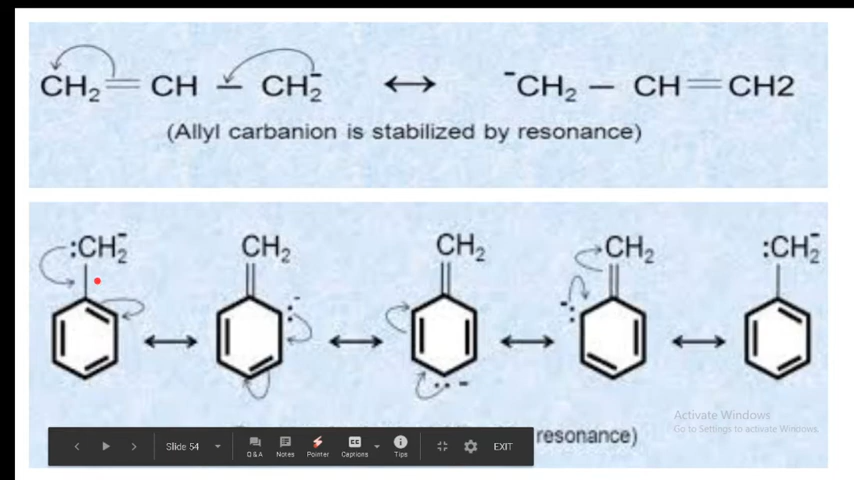 CH₂ ═ CH — CH₂⁻ ↔ ⁻CH₂ — CH ═ CH2
(Allyl carbanion is stabilized by resonance)
:CH₂⁻ CH₂ CH₂ CH₂ :CH₂⁻
resonance)
Activate Windows
Go to Settings to activate Windows.
Slide 54 Q&A Notes Pointer CC Captions Tips EXIT